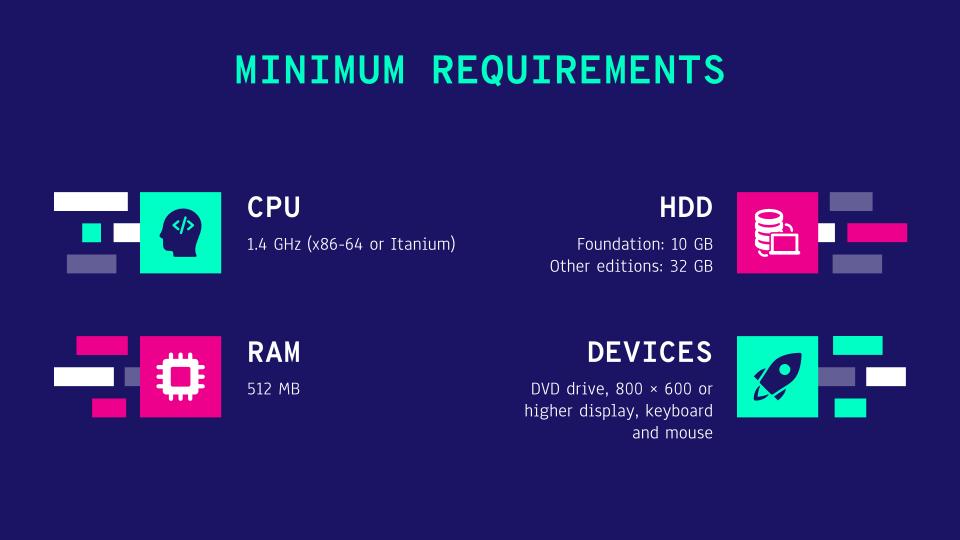 MINIMUM REQUIREMENTS
CPU
1.4 GHz (x86-64 or Itanium)
HDD
Foundation: 10 GB
Other editions: 32 GB
RAM
512 MB
DEVICES
DVD drive, 800 × 600 or
higher display, keyboard
and mouse